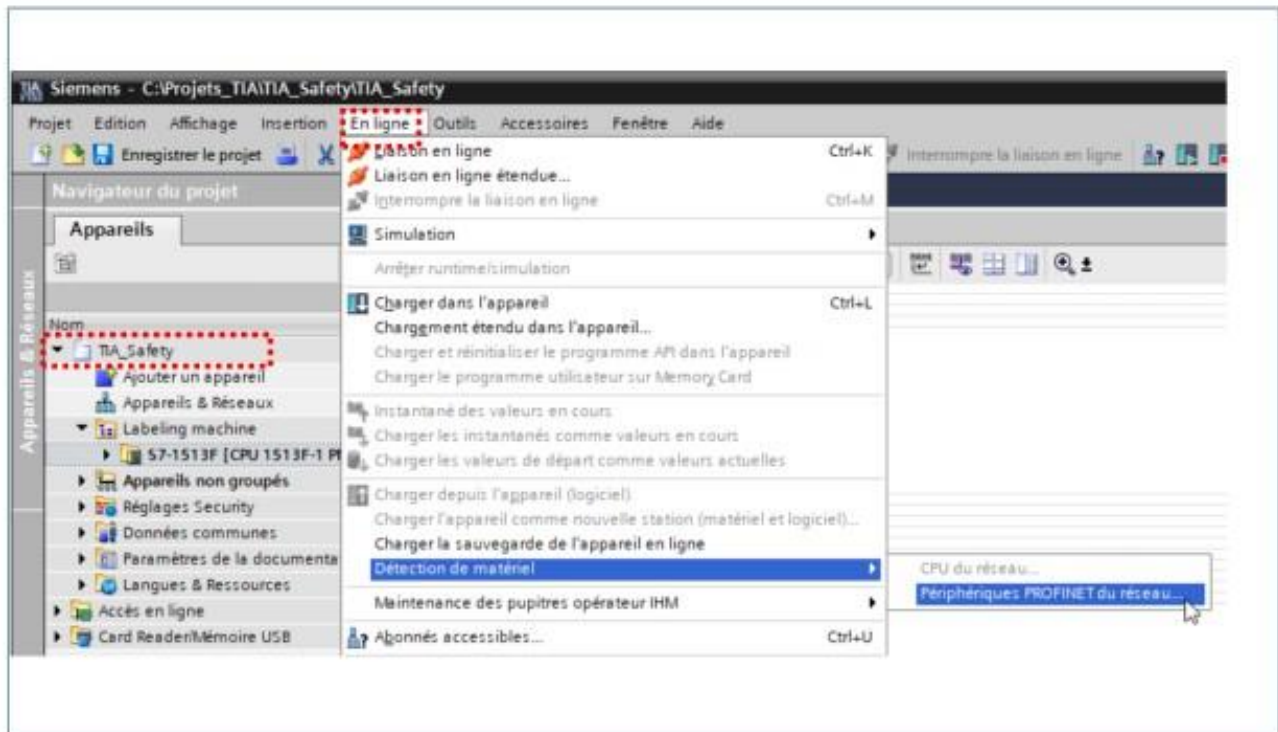 Siemens - C:\Projets_TIA\TIA_Safety\TIA_Safety
Projet Edition Affichage Insertion En ligne Outils Accessoires Fenêtre Aide
Enregistrer le projet
Interrompre la liaison en ligne
Navigateur du projet
Appareils
Appareils & Réseaux
Nom
TIA_Safety
Ajouter un appareil
Appareils & Réseaux
Labeling machine
S7-1513F [CPU 1513F-1 P
Appareils non groupés
Réglages Security
Données communes
Paramètres de la documenta
Langues & Ressources
Accès en ligne
Card Reader/Mémoire USB
Liaison en ligne Ctrl+K
Liaison en ligne étendue...
Interrompre la liaison en ligne Ctrl+M
Simulation
Arrêter runtime/simulation
Charger dans l'appareil Ctrl+L
Chargement étendu dans l'appareil...
Charger et réinitialiser le programme API dans l'appareil
Charger le programme utilisateur sur Memory Card
Instantané des valeurs en cours
Charger les instantanés comme valeurs en cours
Charger les valeurs de départ comme valeurs actuelles
Charger depuis l'appareil (logiciel)
Charger l'appareil comme nouvelle station (matériel et logiciel)...
Charger la sauvegarde de l'appareil en ligne
Détection de matériel
Maintenance des pupitres opérateur IHM
Abonnés accessibles... Ctrl+U
CPU du réseau...
Périphériques PROFINET du réseau...